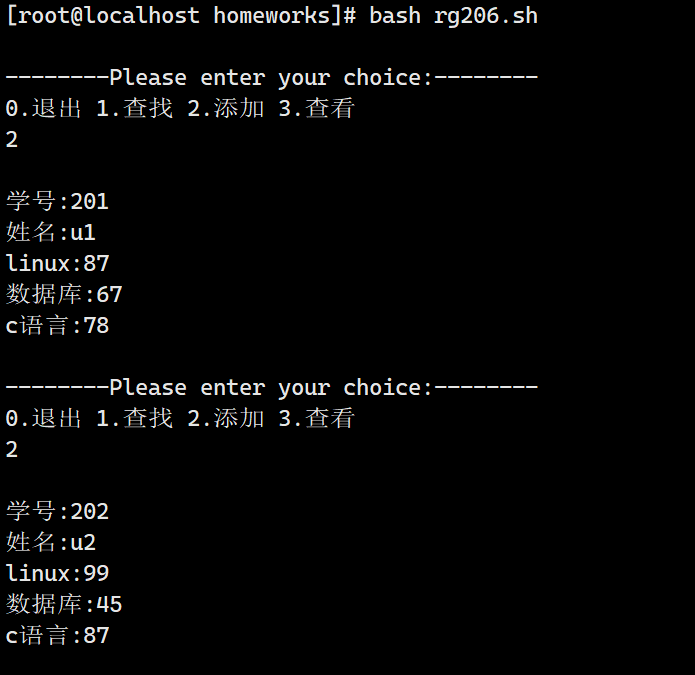 [root@localhost homeworks]# bash rg206.sh
--------Please enter your choice:--------
0.退出 1.查找 2.添加 3.查看
2
学号:201
姓名:u1
linux:87
数据库:67
c语言:78
--------Please enter your choice:--------
0.退出 1.查找 2.添加 3.查看
2
学号:202
姓名:u2
linux:99
数据库:45
c语言:87